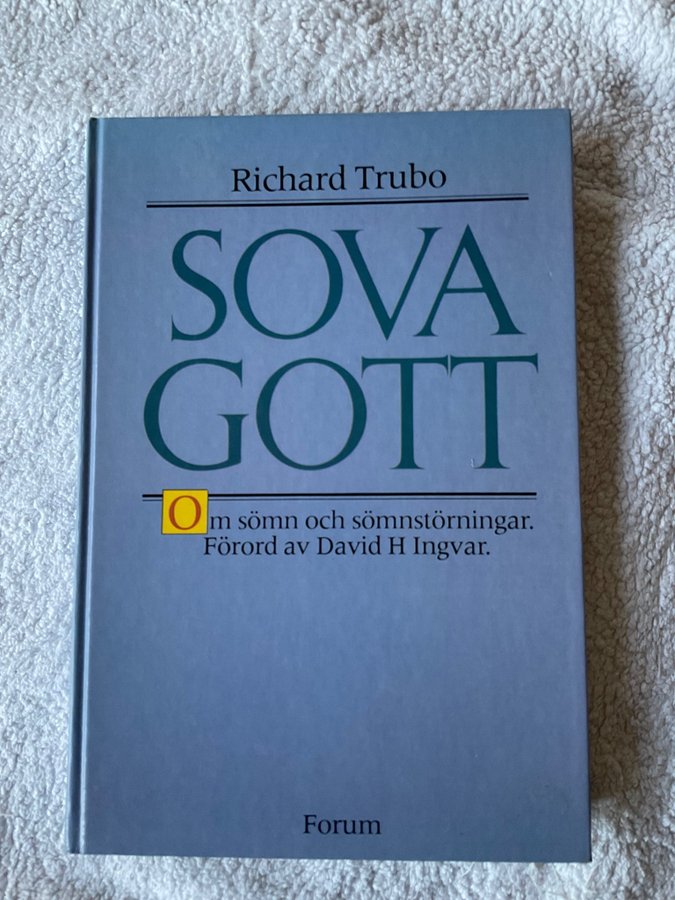 Richard Trubo
SOVA
GOTT
Om sömn och sömnstörningar.
Förord av David H Ingvar.
Forum